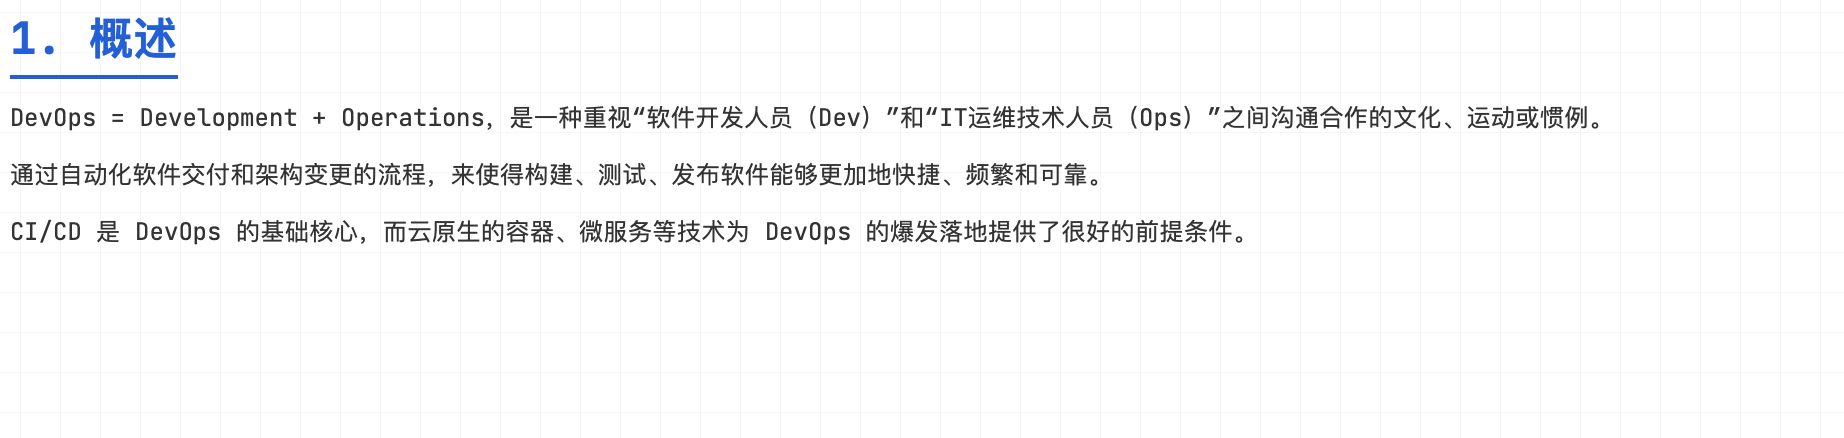 1. 概述
DevOps = Development + Operations，是一种重视“软件开发人员（Dev）”和“IT运维技术人员（Ops）”之间沟通合作的文化、运动或惯例。
通过自动化软件交付和架构变更的流程，来使得构建、测试、发布软件能够更加地快捷、频繁和可靠。
CI/CD 是 DevOps 的基础核心，而云原生的容器、微服务等技术为 DevOps 的爆发落地提供了很好的前提条件。